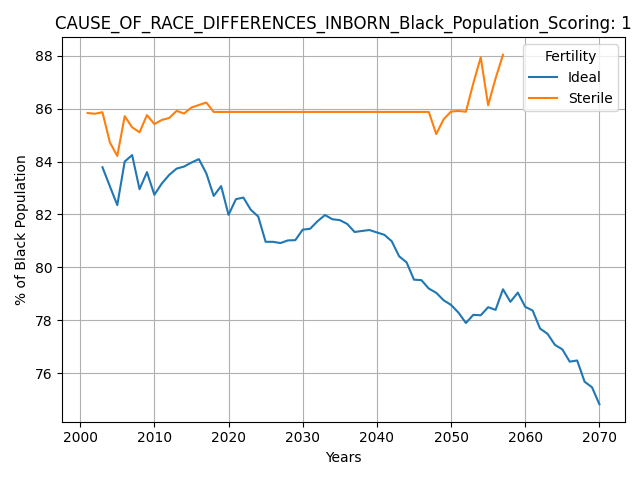 CAUSE_OF_RACE_DIFFERENCES_INBORN_Black_Population_Scoring: 1
Fertility
Ideal
Sterile
% of Black Population
88
86
84
82
80
78
76
2000 2010 2020 2030 2040 2050 2060 2070
Years